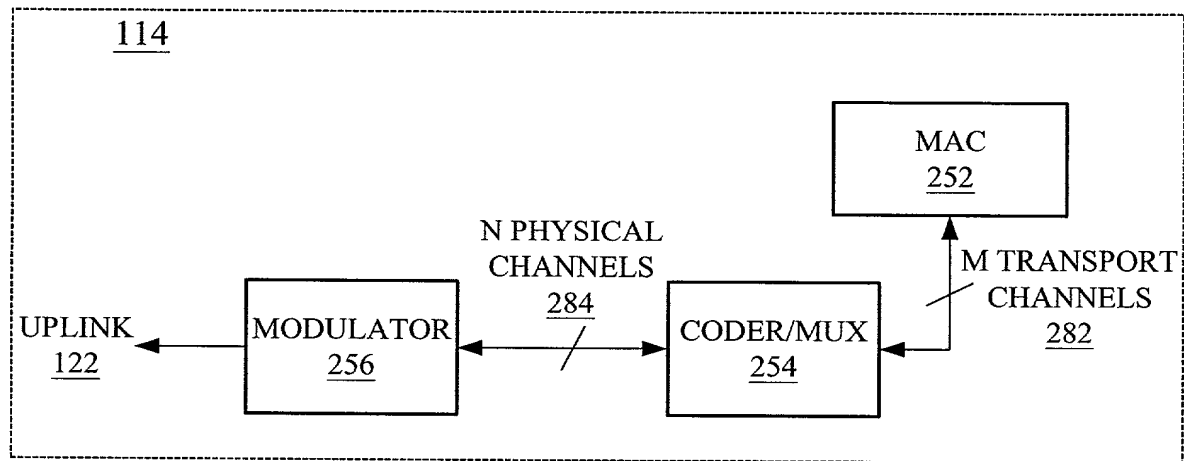 114
MAC
252
N PHYSICAL
CHANNELS
284
M TRANSPORT
CHANNELS
282
UPLINK
122
MODULATOR
256
CODER/MUX
254